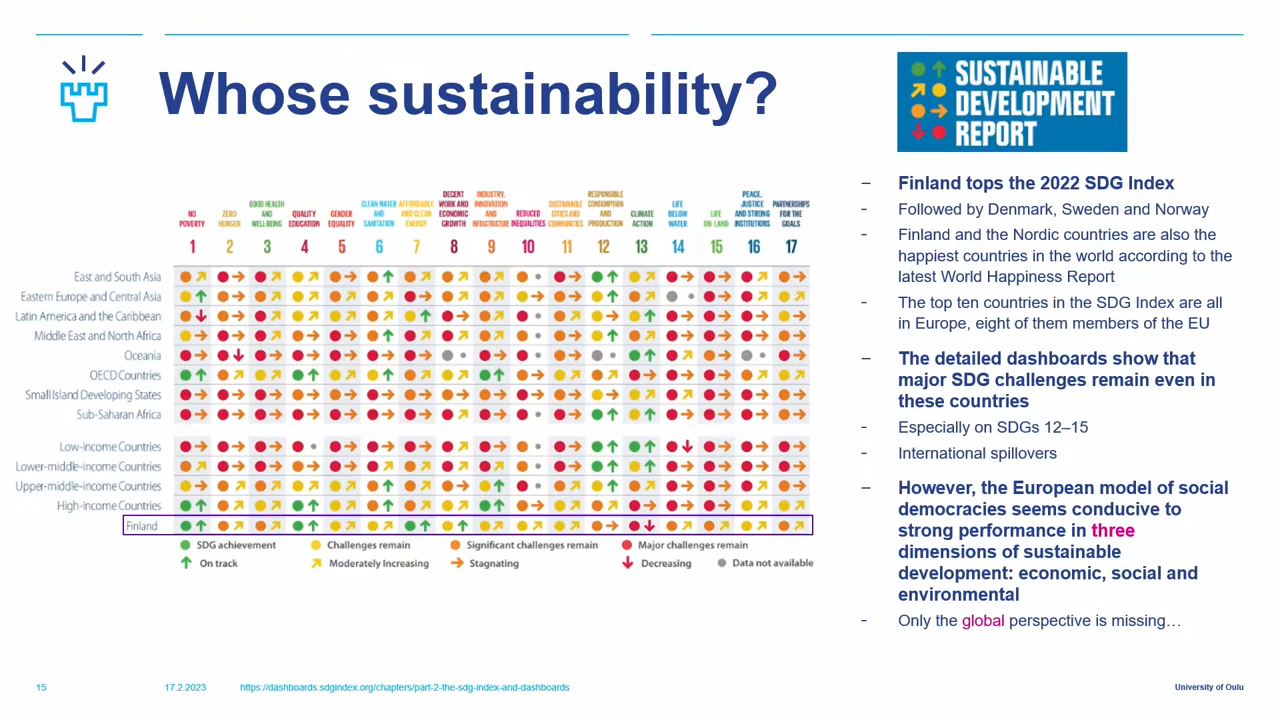 Whose sustainability?
SUSTAINABLE
DEVELOPMENT
REPORT
NO POVERTY
ZERO HUNGER
GOOD HEALTH AND WELL-BEING
QUALITY EDUCATION
GENDER EQUALITY
CLEAN WATER AND SANITATION
AFFORDABLE AND CLEAN ENERGY
DECENT WORK AND ECONOMIC GROWTH
INDUSTRY, INNOVATION AND INFRASTRUCTURE
REDUCED INEQUALITIES
SUSTAINABLE CITIES AND COMMUNITIES
RESPONSIBLE CONSUMPTION AND PRODUCTION
CLIMATE ACTION
LIFE BELOW WATER
LIFE ON LAND
PEACE, JUSTICE AND STRONG INSTITUTIONS
PARTNERSHIPS FOR THE GOALS
1 2 3 4 5 6 7 8 9 10 11 12 13 14 15 16 17
East and South Asia
Eastern Europe and Central Asia
Latin America and the Caribbean
Middle East and North Africa
Oceania
OECD Countries
Small Island Developing States
Sub-Saharan Africa
Low-income Countries
Lower-middle-income Countries
Upper-middle-income Countries
High-income Countries
Finland
SDG achievement Challenges remain Significant challenges remain Major challenges remain
On track Moderately Increasing Stagnating Decreasing Data not available
– Finland tops the 2022 SDG Index
- Followed by Denmark, Sweden and Norway
- Finland and the Nordic countries are also the
happiest countries in the world according to the
latest World Happiness Report
- The top ten countries in the SDG Index are all
in Europe, eight of them members of the EU
– The detailed dashboards show that
major SDG challenges remain even in
these countries
- Especially on SDGs 12–15
- International spillovers
– However, the European model of social
democracies seems conducive to
strong performance in three
dimensions of sustainable
development: economic, social and
environmental
- Only the global perspective is missing…
15
17.2.2023
https://dashboards.sdgindex.org/chapters/part-2-the-sdg-index-and-dashboards
University of Oulu